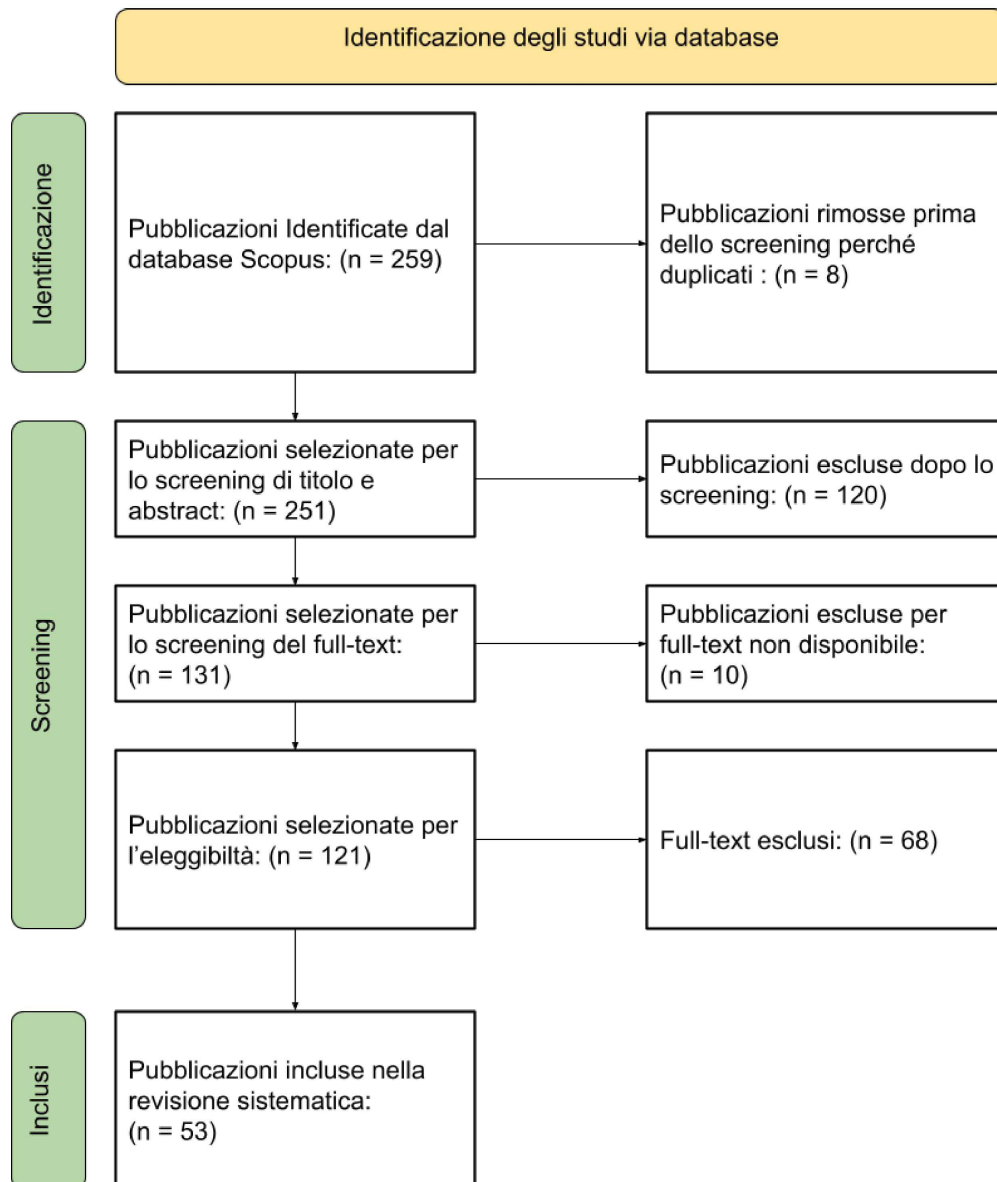 Identificazione degli studi via database
Identificazione
Pubblicazioni Identificate dal
database Scopus: (n = 259)
Pubblicazioni rimosse prima
dello screening perché
duplicati : (n = 8)
Screening
Pubblicazioni selezionate per
lo screening di titolo e
abstract: (n = 251)
Pubblicazioni escluse dopo lo
screening: (n = 120)
Pubblicazioni selezionate per
lo screening del full-text:
(n = 131)
Pubblicazioni escluse per
full-text non disponibile:
(n = 10)
Pubblicazioni selezionate per
l'eleggibiltà: (n = 121)
Full-text esclusi: (n = 68)
Inclusi
Pubblicazioni incluse nella
revisione sistematica:
(n = 53)